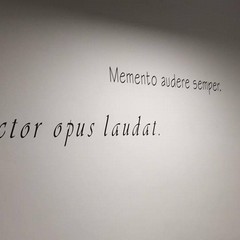 Memento audere semper.
ctor opus laudat.